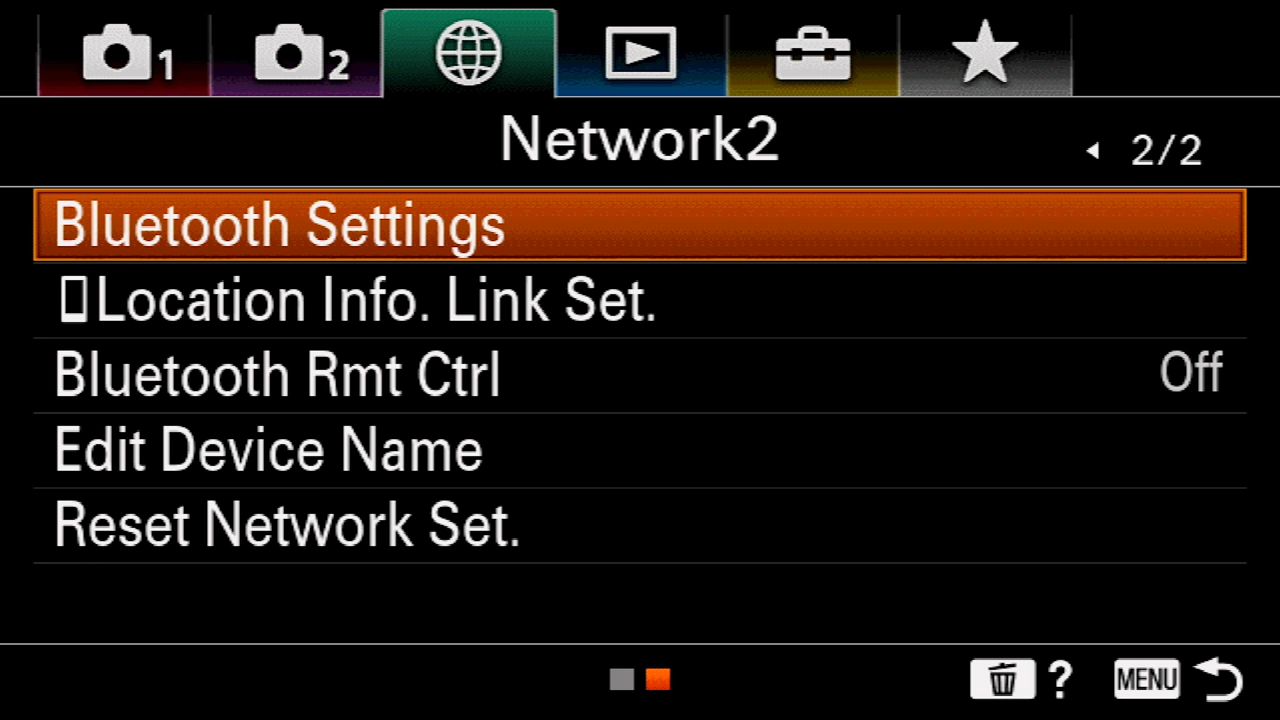 1
2
Network2
2/2
Bluetooth Settings
Location Info. Link Set.
Bluetooth Rmt Ctrl Off
Edit Device Name
Reset Network Set.
? MENU